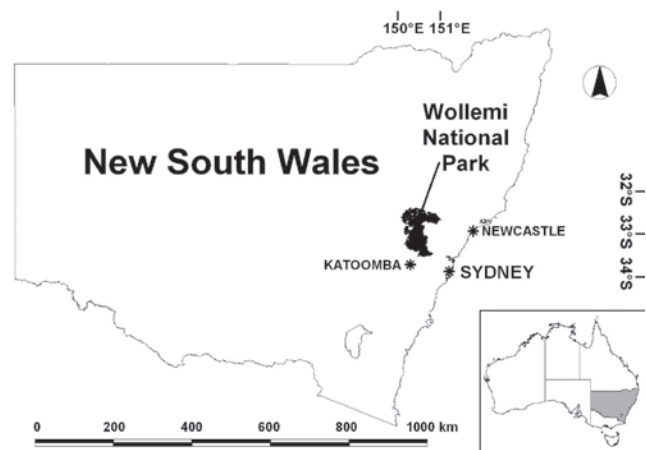 150°E 151°E
Wollemi
National
Park
New South Wales
32°S
33°S
34°S
NEWCASTLE
KATOOMBA
SYDNEY
0 200 400 600 800 1000 km